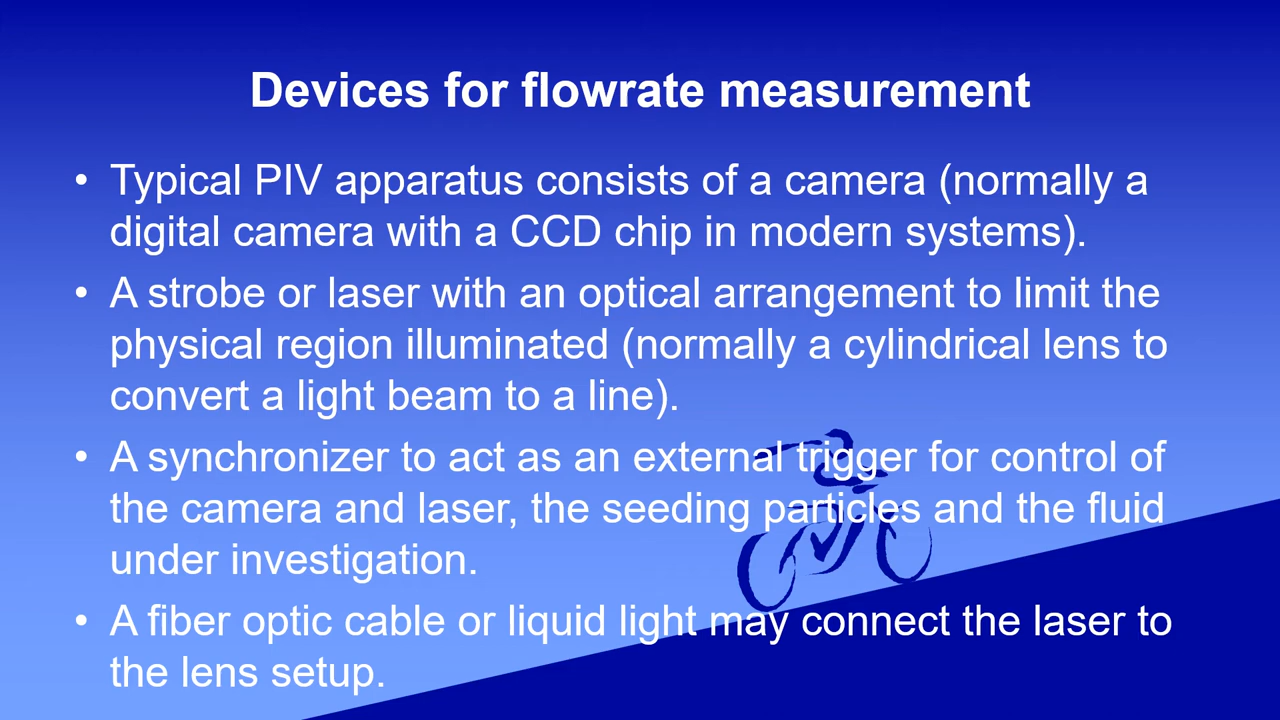 Devices for flowrate measurement
• Typical PIV apparatus consists of a camera (normally a
digital camera with a CCD chip in modern systems).
• A strobe or laser with an optical arrangement to limit the
physical region illuminated (normally a cylindrical lens to
convert a light beam to a line).
• A synchronizer to act as an external trigger for control of
the camera and laser, the seeding particles and the fluid
under investigation.
• A fiber optic cable or liquid light may connect the laser to
the lens setup.